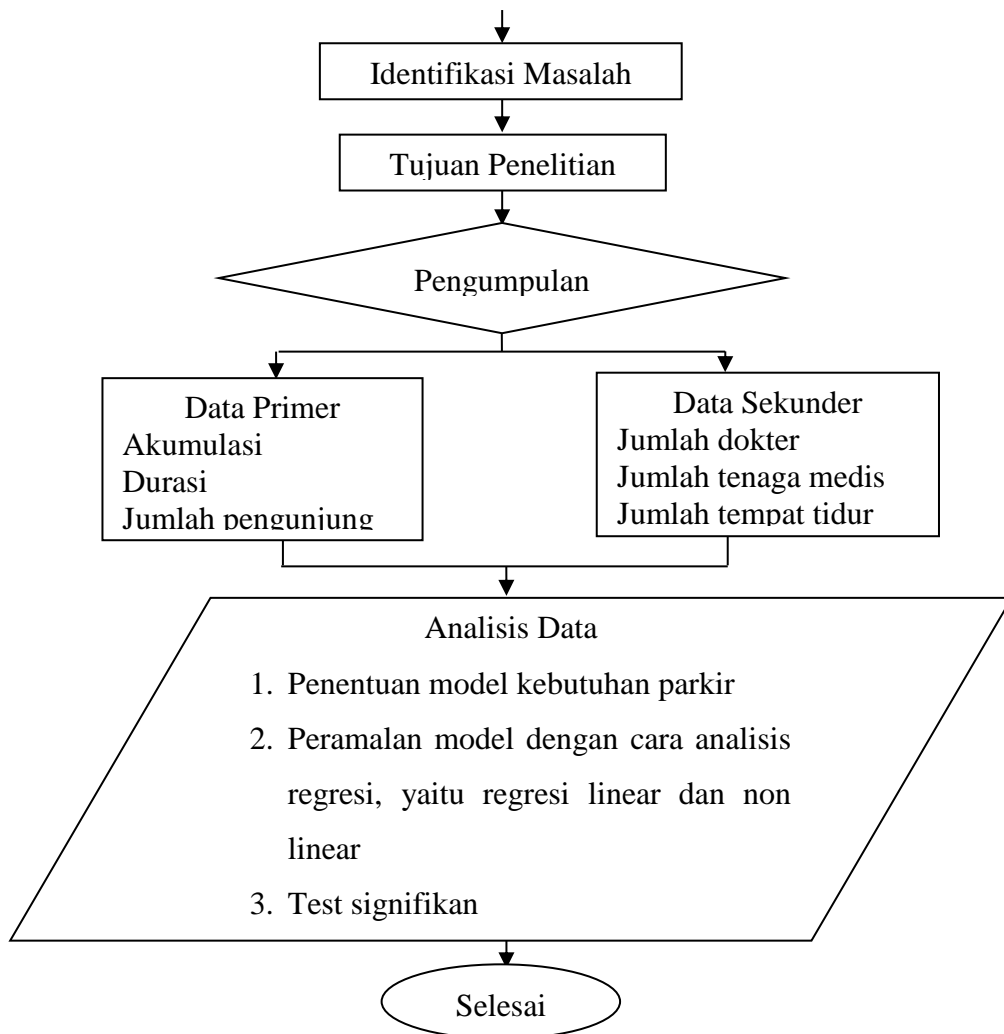 Identifikasi Masalah
Tujuan Penelitian
Pengumpulan
Data Primer
Akumulasi
Durasi
Jumlah pengunjung
Data Sekunder
Jumlah dokter
Jumlah tenaga medis
Jumlah tempat tidur
Analisis Data
1. Penentuan model kebutuhan parkir
2. Peramalan model dengan cara analisis
regresi, yaitu regresi linear dan non
linear
3. Test signifikan
Selesai